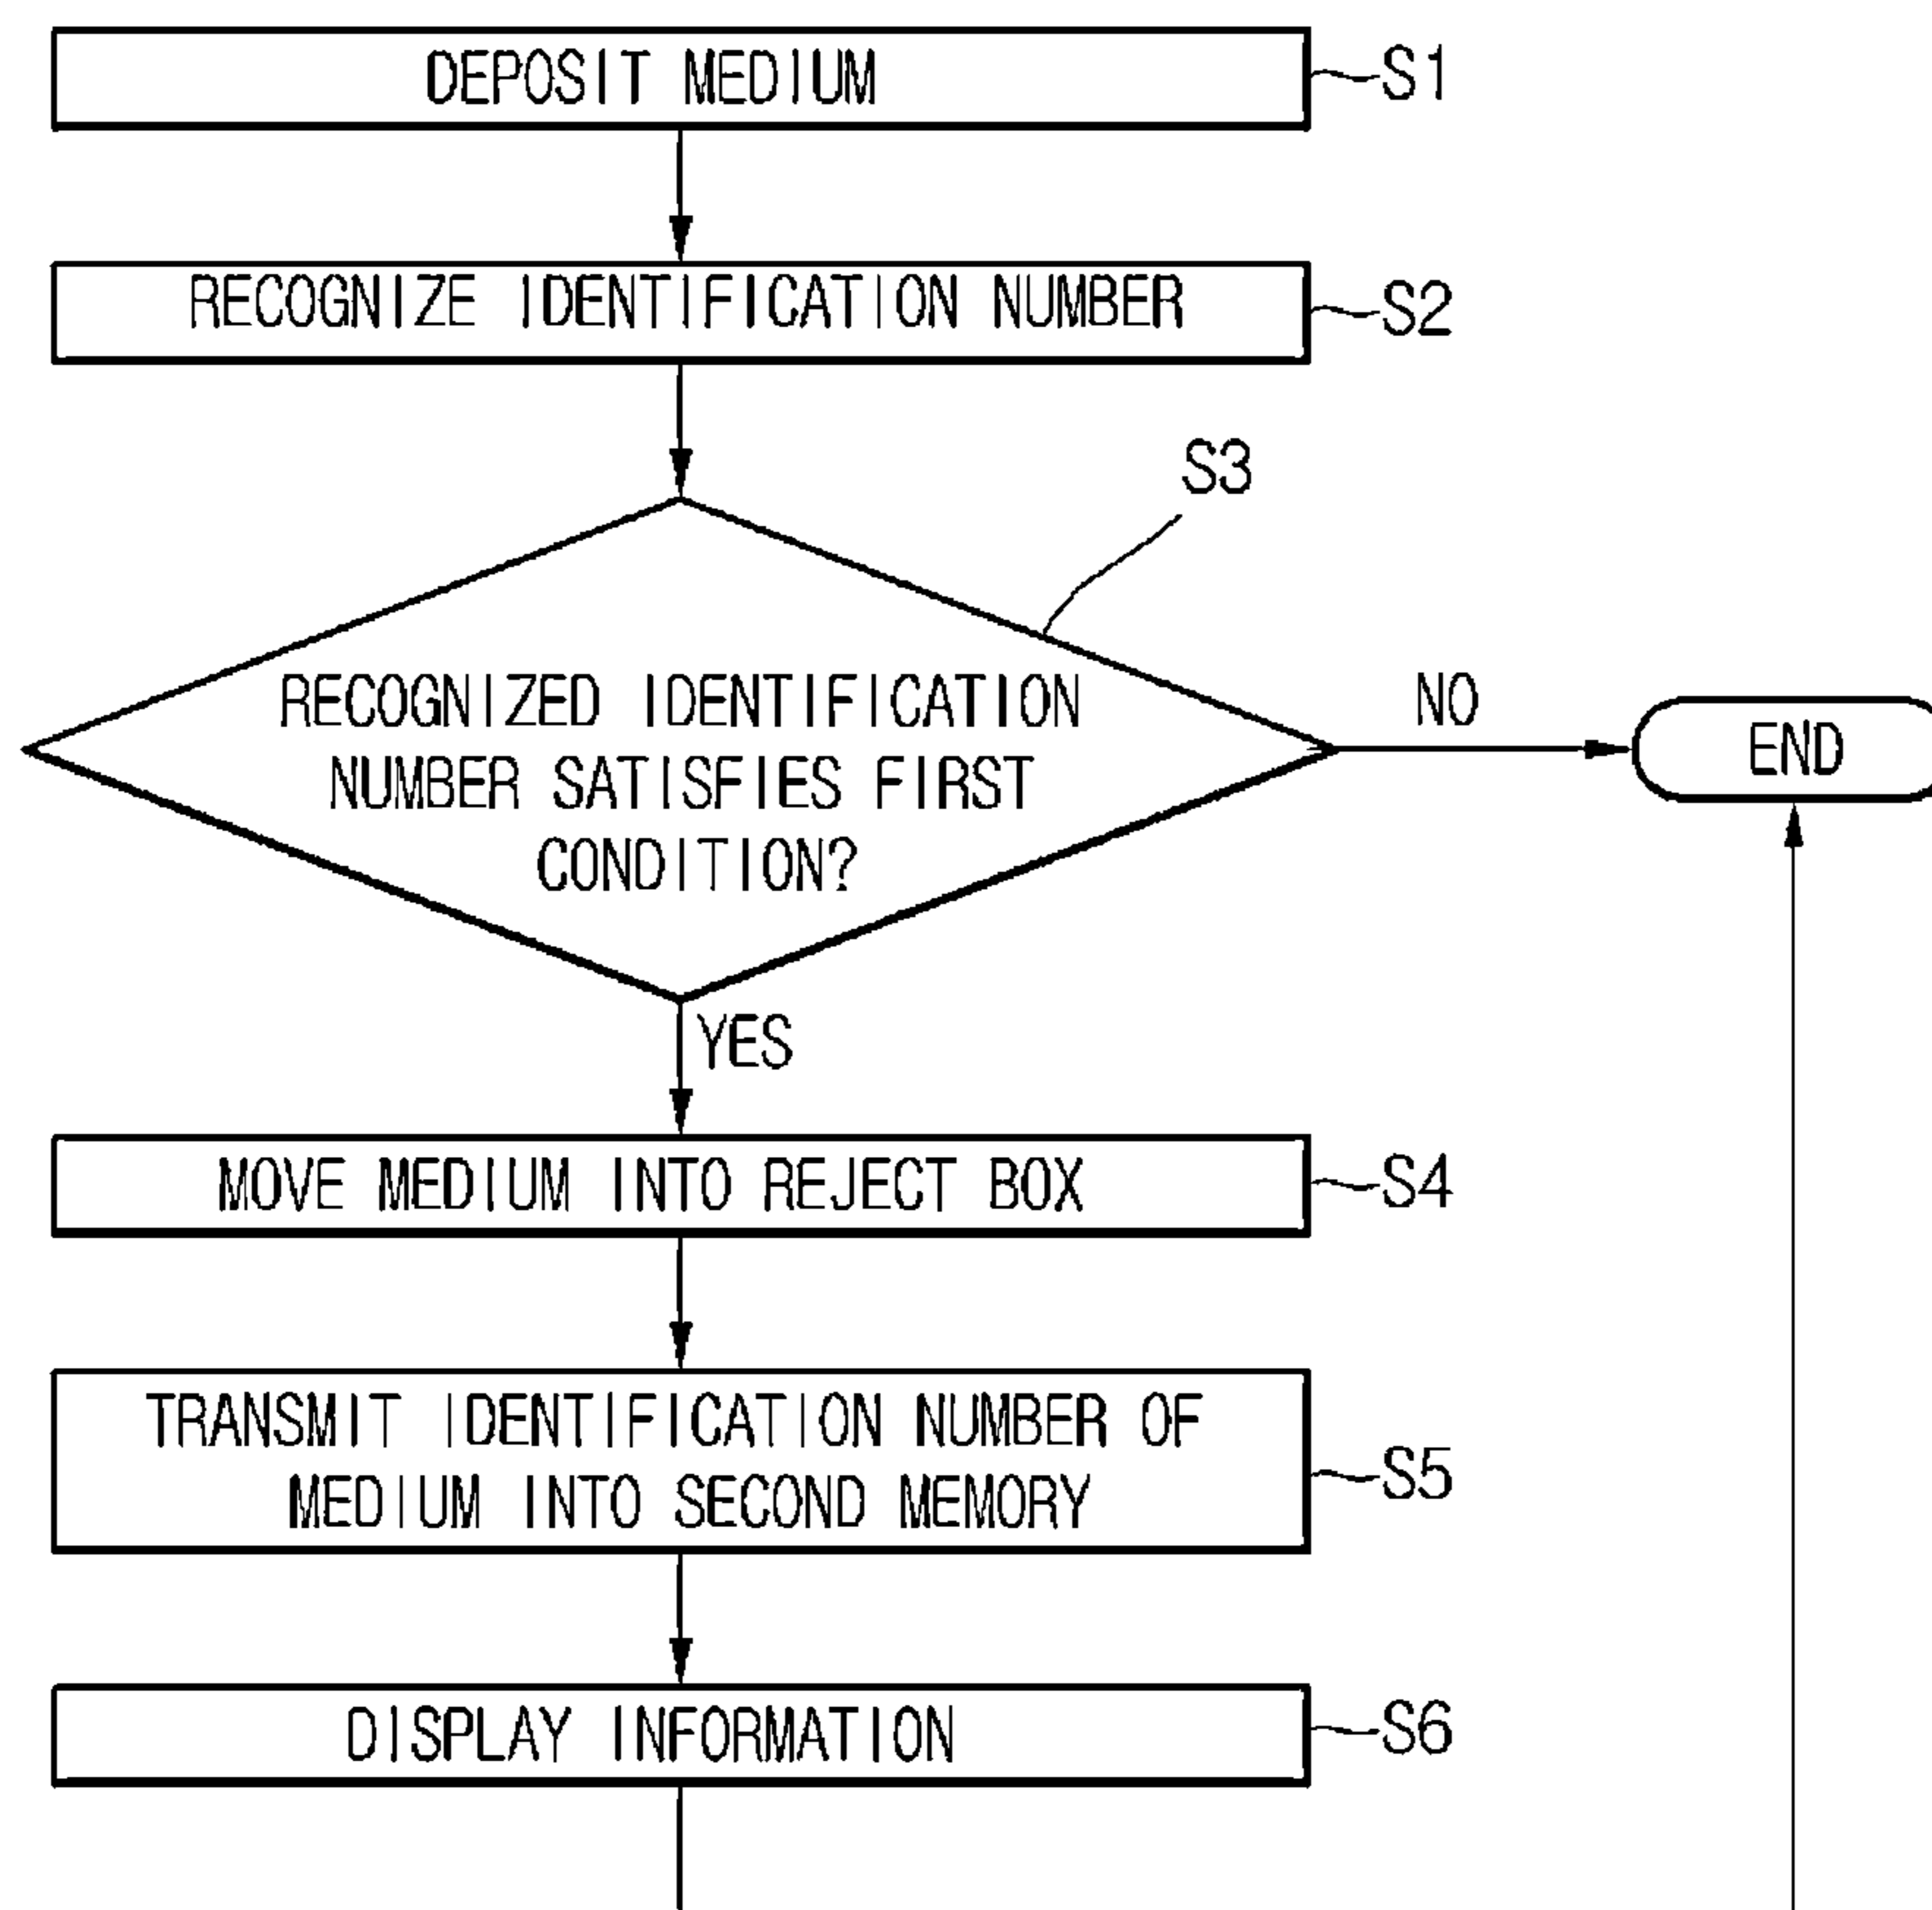 DEPOSIT MEDIUM
S1
RECOGNIZE IDENTIFICATION NUMBER
S2
S3
RECOGNIZED IDENTIFICATION
NUMBER SATISFIES FIRST
CONDITION?
NO
END
YES
MOVE MEDIUM INTO REJECT BOX
S4
TRANSMIT IDENTIFICATION NUMBER OF
MEDIUM INTO SECOND MEMORY
S5
DISPLAY INFORMATION
S6